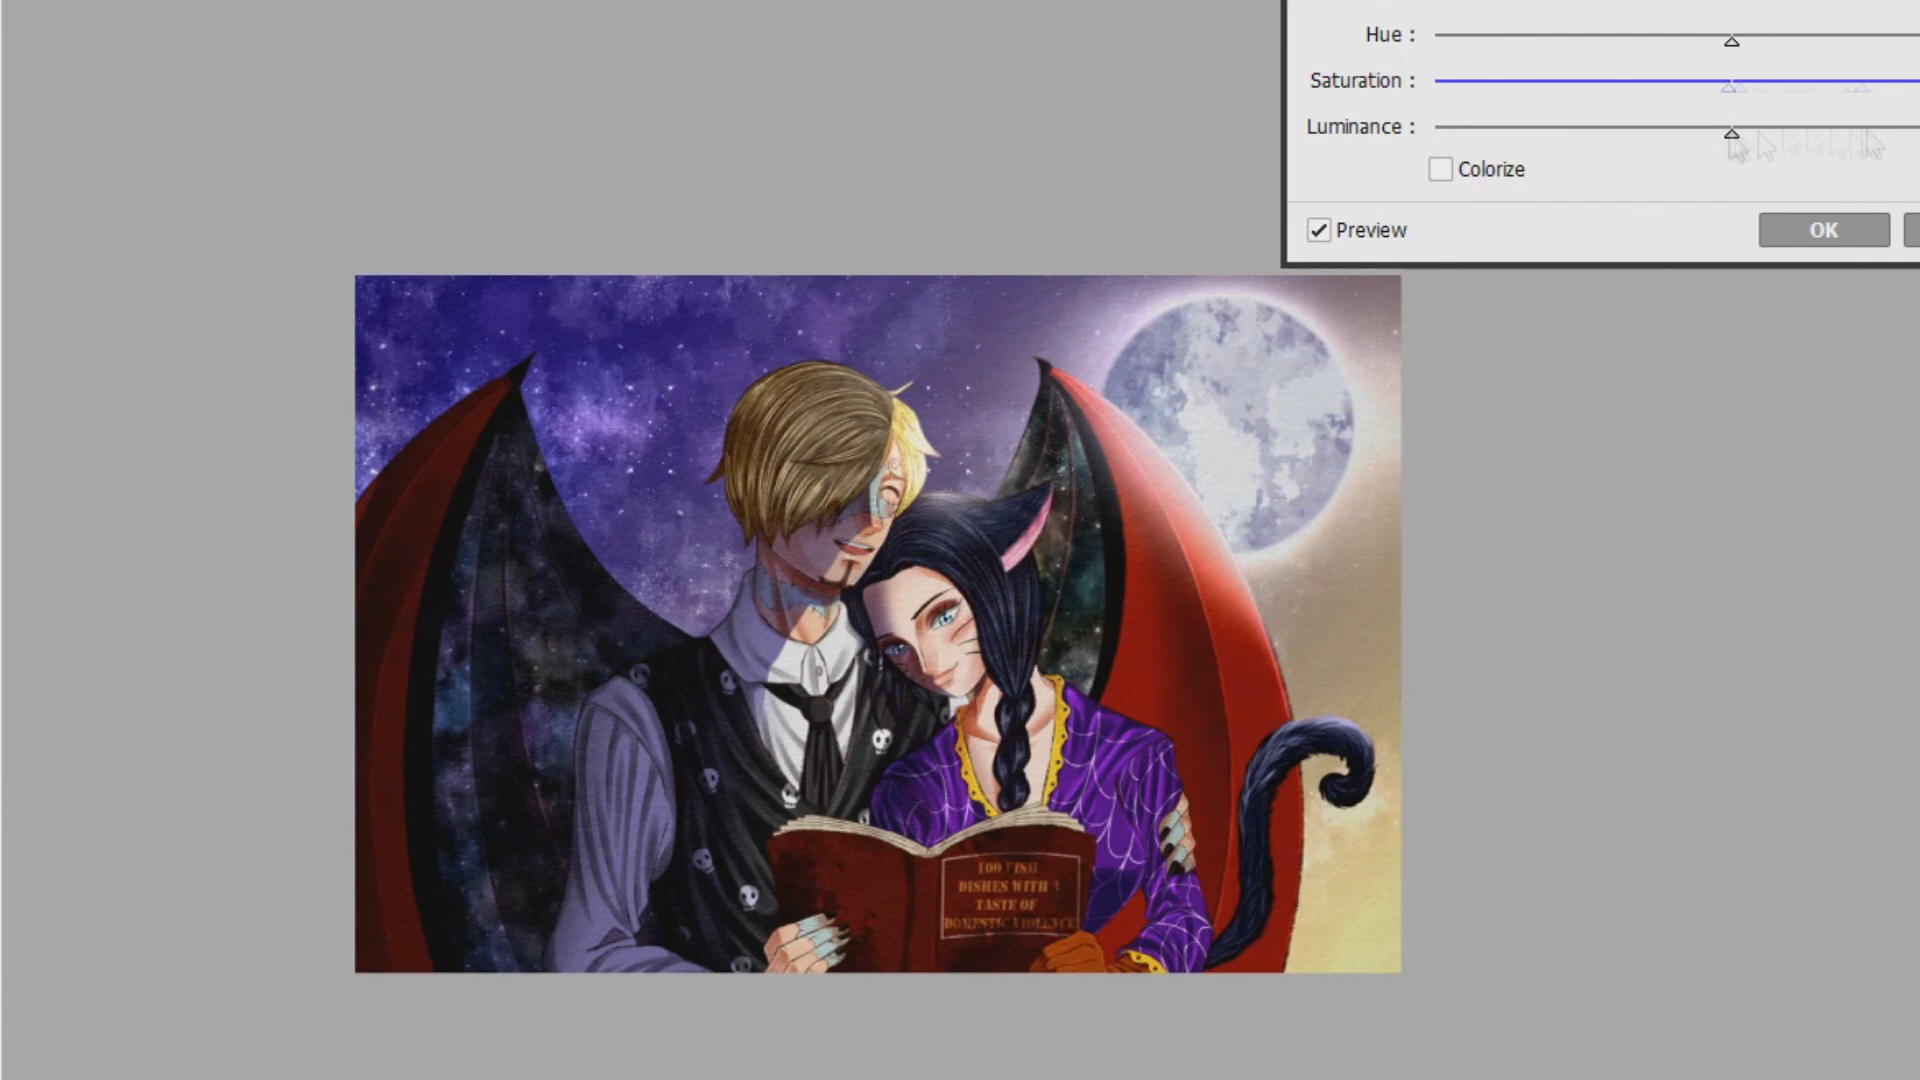 Hue :
Saturation :
Luminance :
Colorize
Preview
OK
100 FISH
DISHES WITH A
TASTE OF
DOMESTIC VIOLENCE